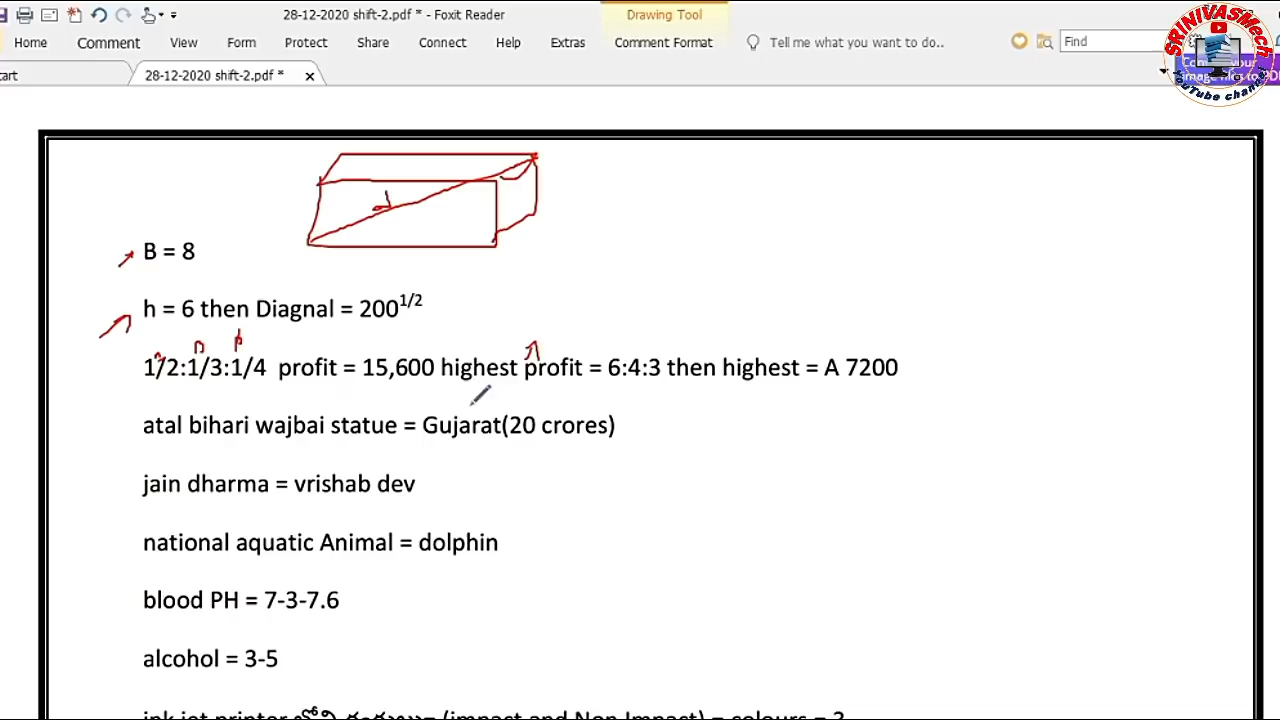 28-12-2020 shift-2.pdf * - Foxit Reader
Drawing Tool
Home Comment View Form Protect Share Connect Help Extras Comment Format Tell me what you want to do.. Find
SRINIVASMech
YouTube channel
art 28-12-2020 shift-2.pdf * x
d
B = 8
h = 6 then Diagnal = 200^1/2
1/2:1/3:1/4 profit = 15,600 highest profit = 6:4:3 then highest = A 7200
atal bihari wajbai statue = Gujarat(20 crores)
jain dharma = vrishab dev
national aquatic Animal = dolphin
blood PH = 7-3-7.6
alcohol = 3-5